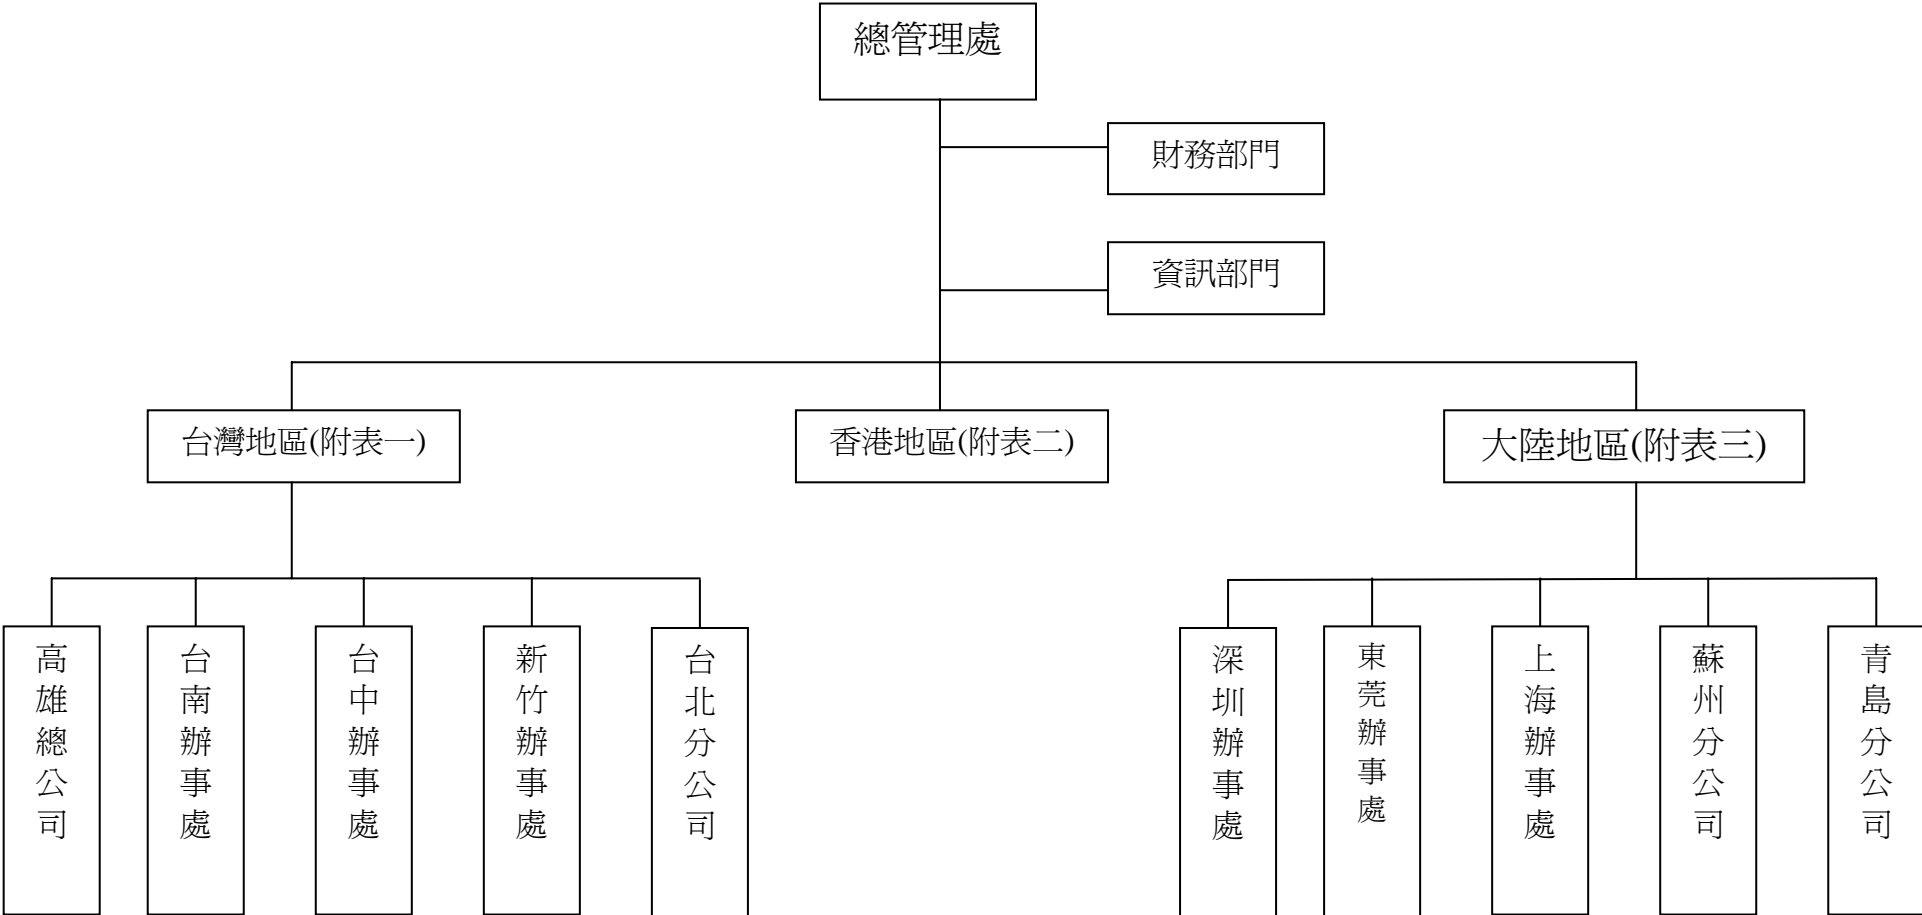 總管理處
財務部門
資訊部門
台灣地區(附表一)
香港地區(附表二)
大陸地區(附表三)
高雄總公司
台南辦事處
台中辦事處
新竹辦事處
台北分公司
深圳辦事處
東莞辦事處
上海辦事處
蘇州分公司
青島分公司